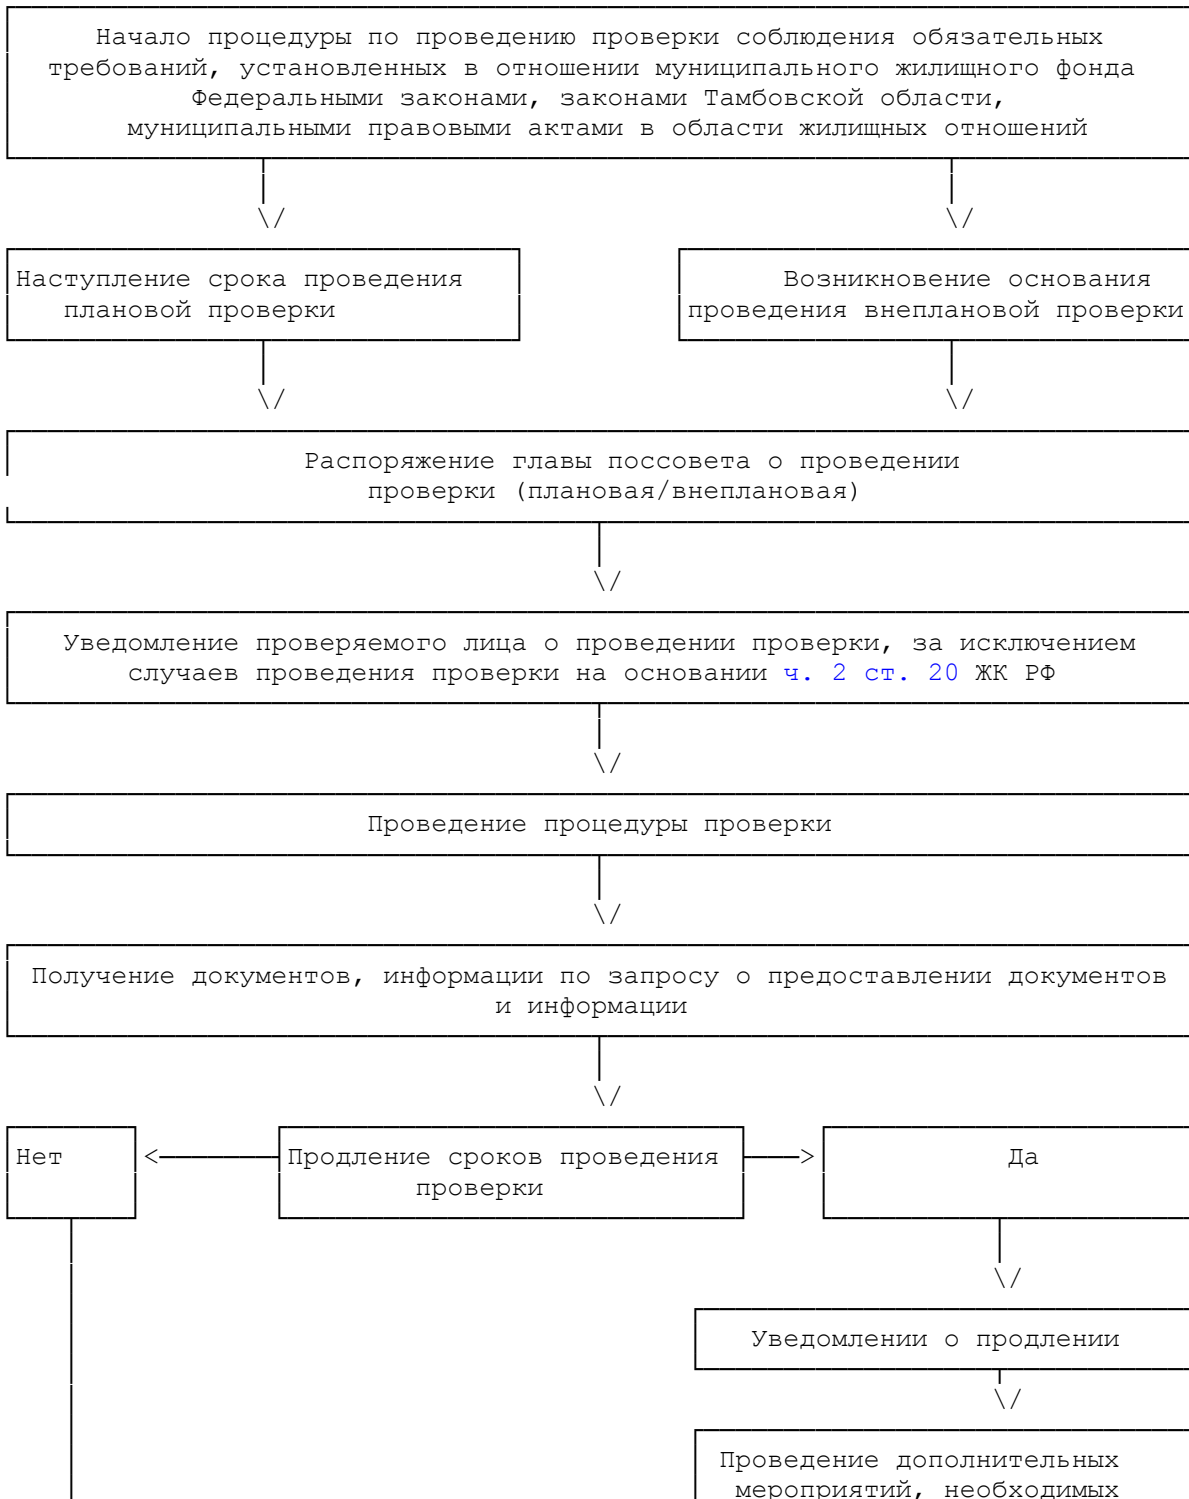 Начало процедуры по проведению проверки соблюдения обязательных
требований, установленных в отношении муниципального жилищного фонда
Федеральными законами, законами Тамбовской области,
муниципальными правовыми актами в области жилищных отношений
\/ \/
Наступление срока проведения
плановой проверки
Возникновение основания
проведения внеплановой проверки
\/ \/
Распоряжение главы поссовета о проведении
проверки (плановая/внеплановая)
\/
Уведомление проверяемого лица о проведении проверки, за исключением
случаев проведения проверки на основании ч. 2 ст. 20 ЖК РФ
\/
Проведение процедуры проверки
\/
Получение документов, информации по запросу о предоставлении документов
и информации
\/
Нет
<
Продление сроков проведения
проверки
>
Да
\/
Уведомлении о продлении
\/
Проведение дополнительных
мероприятий, необходимых